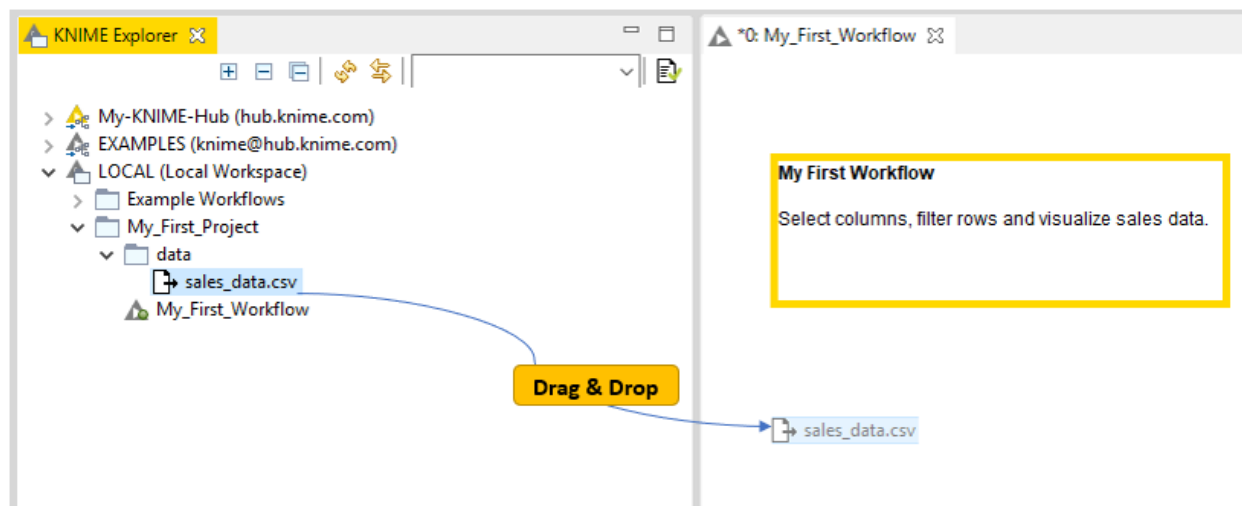 KNIME Explorer
*0: My_First_Workflow
My-KNIME-Hub (hub.knime.com)
EXAMPLES (knime@hub.knime.com)
LOCAL (Local Workspace)
Example Workflows
My_First_Project
data
sales_data.csv
My_First_Workflow
My First Workflow
Select columns, filter rows and visualize sales data.
Drag & Drop
sales_data.csv